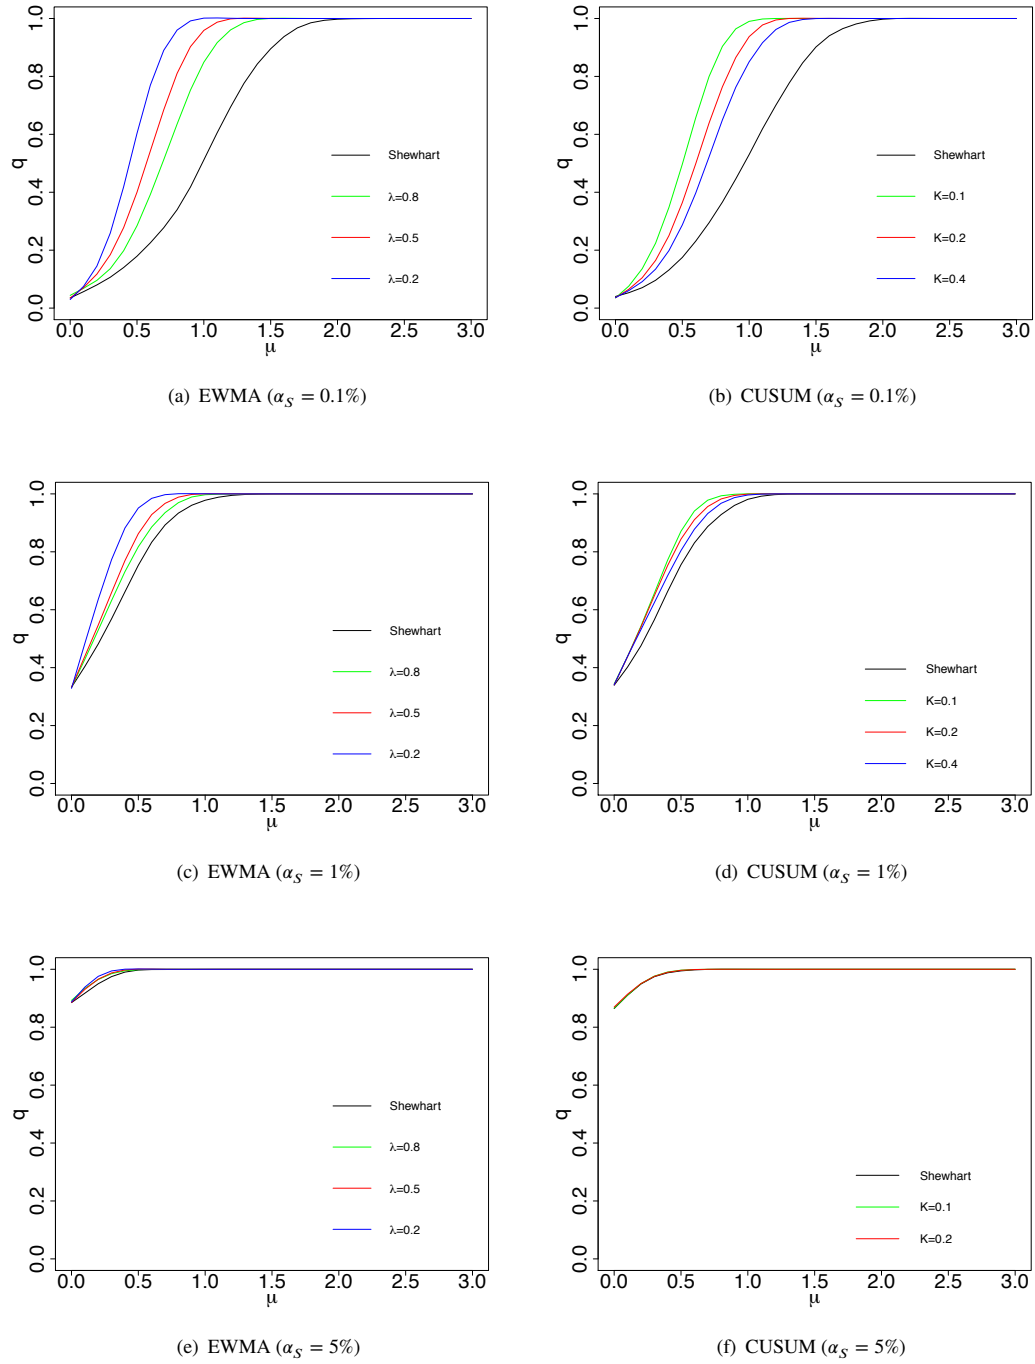 1.0
0.8
0.6
0.4
0.2
0.0
q
Shewhart
λ=0.8
λ=0.5
λ=0.2
0.0 0.5 1.0 1.5 2.0 2.5 3.0
μ
(a) EWMA (α_S = 0.1%)
1.0
0.8
0.6
0.4
0.2
0.0
q
Shewhart
K=0.1
K=0.2
K=0.4
0.0 0.5 1.0 1.5 2.0 2.5 3.0
μ
(b) CUSUM (α_S = 0.1%)
1.0
0.8
0.6
0.4
0.2
0.0
q
Shewhart
λ=0.8
λ=0.5
λ=0.2
0.0 0.5 1.0 1.5 2.0 2.5 3.0
μ
(c) EWMA (α_S = 1%)
1.0
0.8
0.6
0.4
0.2
0.0
q
Shewhart
K=0.1
K=0.2
K=0.4
0.0 0.5 1.0 1.5 2.0 2.5 3.0
μ
(d) CUSUM (α_S = 1%)
1.0
0.8
0.6
0.4
0.2
0.0
q
Shewhart
λ=0.8
λ=0.5
λ=0.2
0.0 0.5 1.0 1.5 2.0 2.5 3.0
μ
(e) EWMA (α_S = 5%)
1.0
0.8
0.6
0.4
0.2
0.0
q
Shewhart
K=0.1
K=0.2
0.0 0.5 1.0 1.5 2.0 2.5 3.0
μ
(f) CUSUM (α_S = 5%)